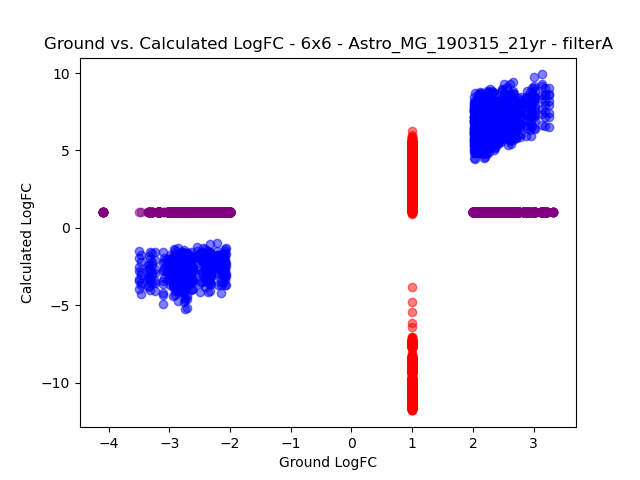 Ground vs. Calculated LogFC - 6x6 - Astro_MG_190315_21yr - filterA
10
5
0
−5
−10
Calculated LogFC
−4 −3 −2 −1 0 1 2 3
Ground LogFC